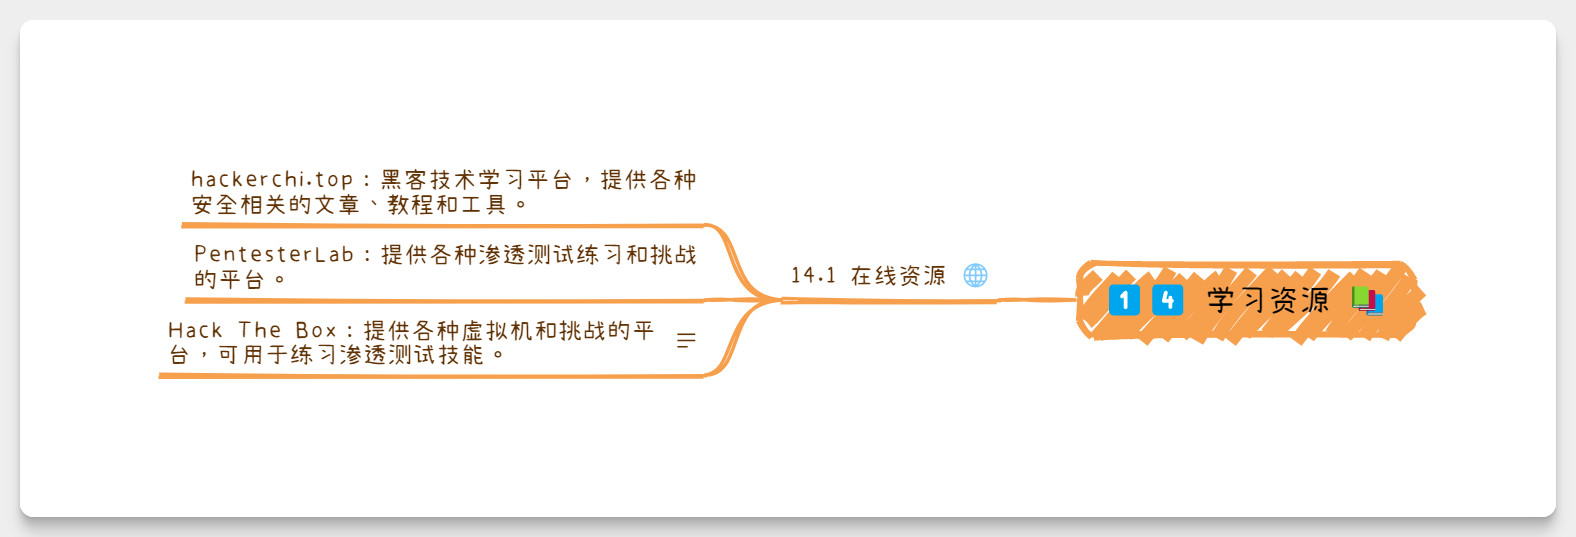 hackerchi.top：黑客技术学习平台，提供各种
安全相关的文章、教程和工具。
PentesterLab：提供各种渗透测试练习和挑战
的平台。
Hack The Box：提供各种虚拟机和挑战的平
台，可用于练习渗透测试技能。
14.1 在线资源
1 4 学习资源